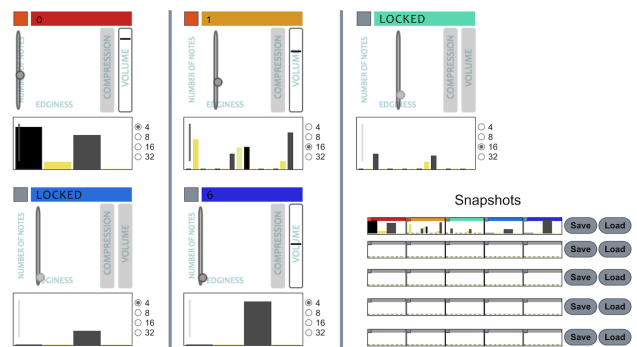 0
NUMBER OF NOTES
EDGINESS
COMPRESSION
VOLUME
4
8
16
32
1
NUMBER OF NOTES
EDGINESS
COMPRESSION
VOLUME
4
8
16
32
LOCKED
NUMBER OF NOTES
EDGINESS
COMPRESSION
VOLUME
4
8
16
32
LOCKED
NUMBER OF NOTES
EDGINESS
COMPRESSION
VOLUME
4
8
16
32
6
NUMBER OF NOTES
EDGINESS
COMPRESSION
VOLUME
4
8
16
32
Snapshots
Save Load
Save Load
Save Load
Save Load
Save Load